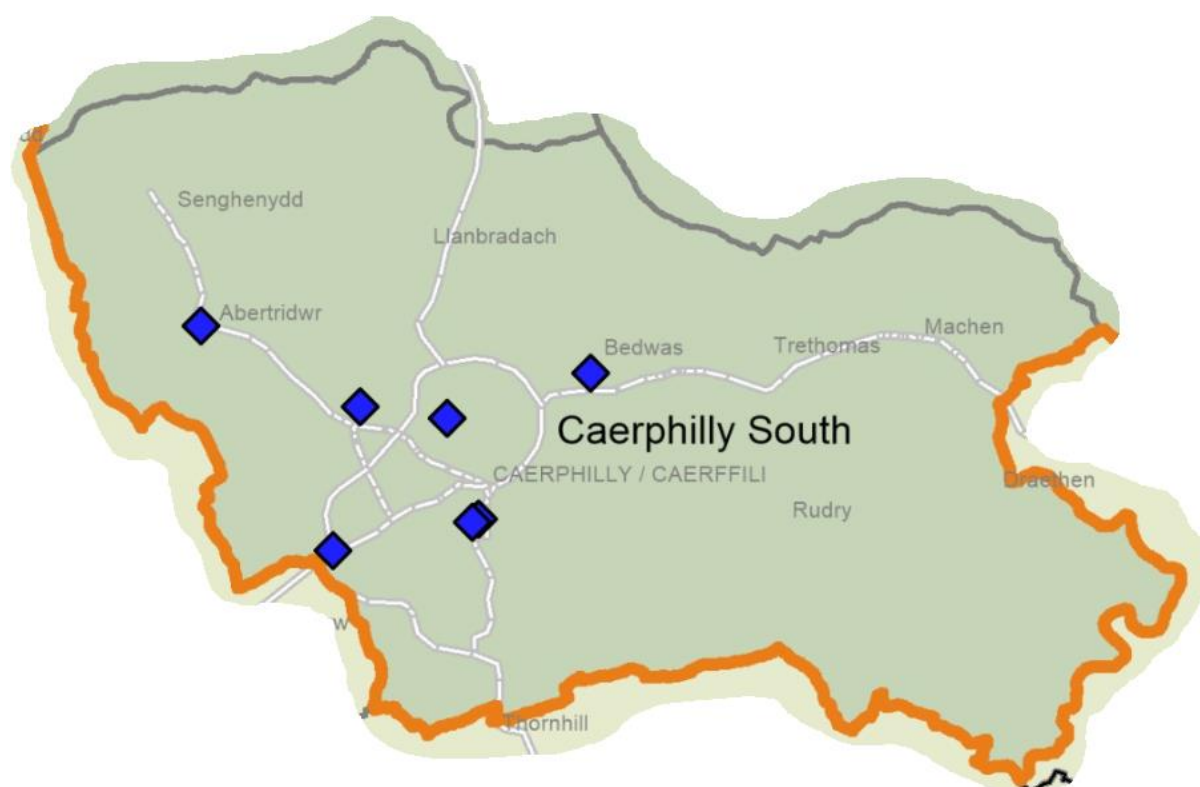 Senghenydd
Llanbradach
Abertridwr
Machen
Bedwas
Trethomas
Caerphilly South
CAERPHILLY / CAERFFILI
Draethen
Rudry
w
Thornhill